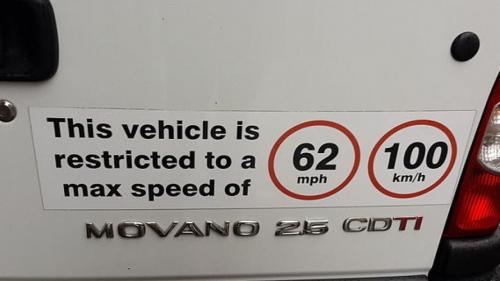 This vehicle is
restricted to a
max speed of
62
mph
100
km/h
MOVANO 2.5 CDTI